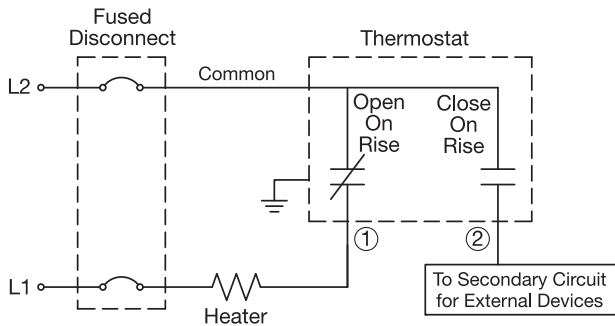 Fused
Disconnect
Thermostat
L2
Common
Open
On
Rise
Close
On
Rise
①
②
L1
Heater
To Secondary Circuit
for External Devices